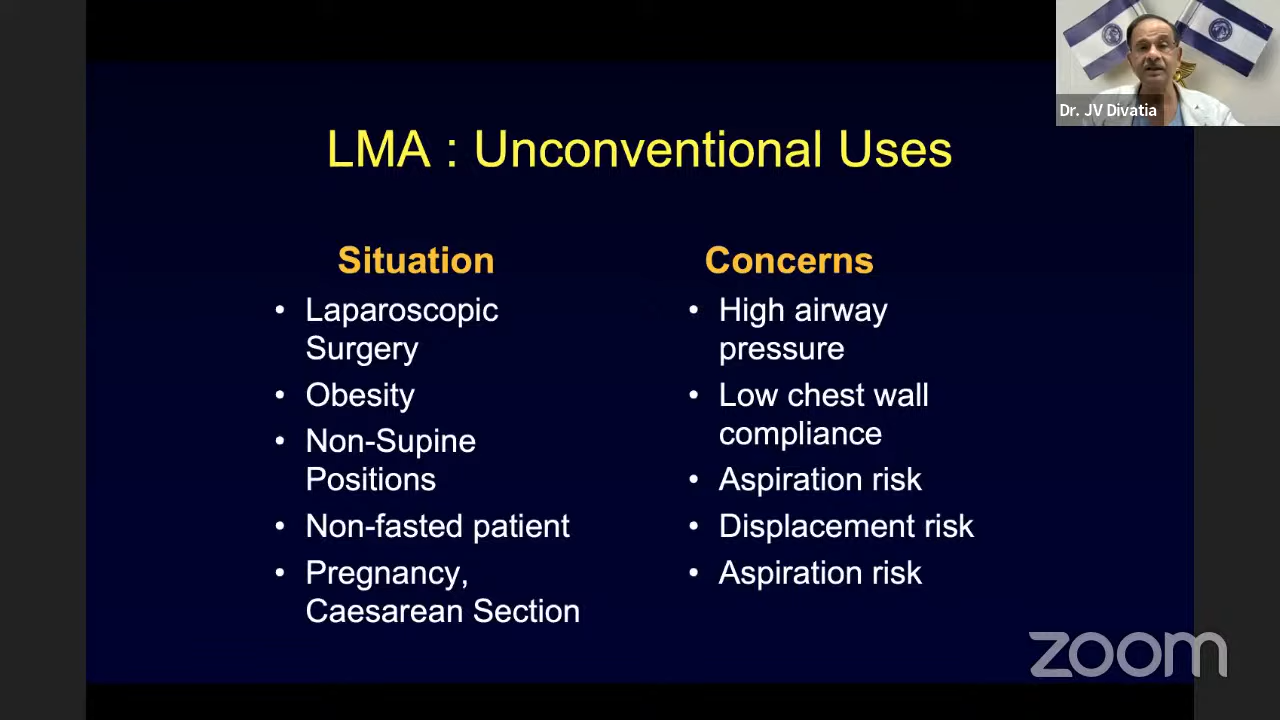 Dr. JV Divatia
LMA : Unconventional Uses
Situation
• Laparoscopic
Surgery
• Obesity
• Non-Supine
Positions
• Non-fasted patient
• Pregnancy,
Caesarean Section
Concerns
• High airway
pressure
• Low chest wall
compliance
• Aspiration risk
• Displacement risk
• Aspiration risk
zoom